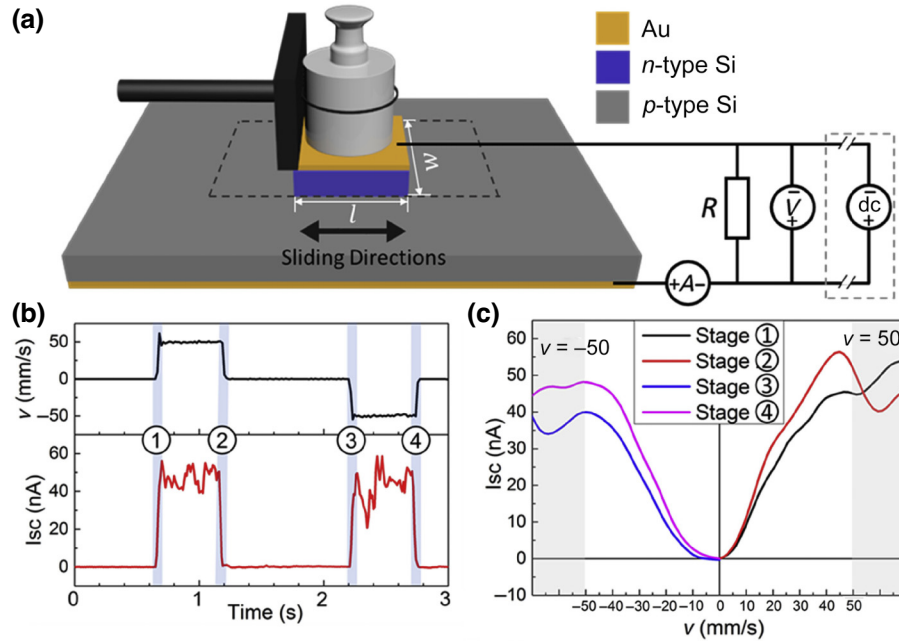 (a)
Au
n-type Si
p-type Si
w
l
Sliding Directions
R
V
+
dc
+
+A−
(b)
v (mm/s)
50
0
−50
1
2
3
4
Isc (nA)
60
40
20
0
0
1
2
3
Time (s)
(c)
Isc (nA)
60
50
40
30
20
10
0
−10
v = −50
Stage ①
Stage ②
Stage ③
Stage ④
v = 50
−50 −40 −30 −20 −10 0 10 20 30 40 50
v (mm/s)